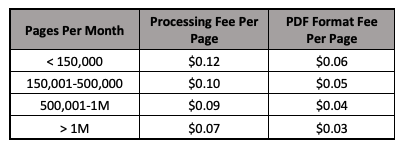 Pages Per Month Processing Fee Per Page PDF Format Fee Per Page
< 150,000 $0.12 $0.06
150,001-500,000 $0.10 $0.05
500,001-1M $0.09 $0.04
> 1M $0.07 $0.03